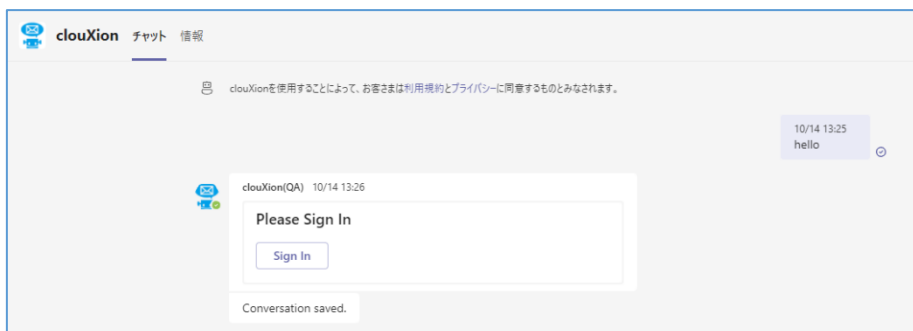 clouXion チャット 情報
clouXionを使用することによって、お客さまは利用規約とプライバシーに同意するものとみなされます。
10/14 13:25
hello
clouXion(QA) 10/14 13:26
Please Sign In
Sign In
Conversation saved.